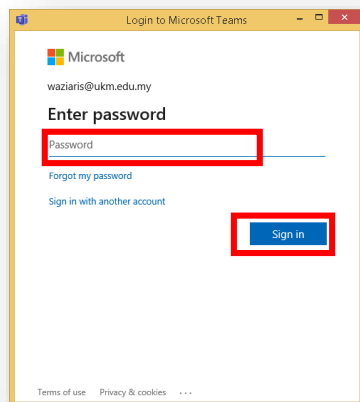 Login to Microsoft Teams
Microsoft
waziaris@ukm.edu.my
Enter password
Password
Forgot my password
Sign in with another account
Sign in
Terms of use Privacy & cookies ...